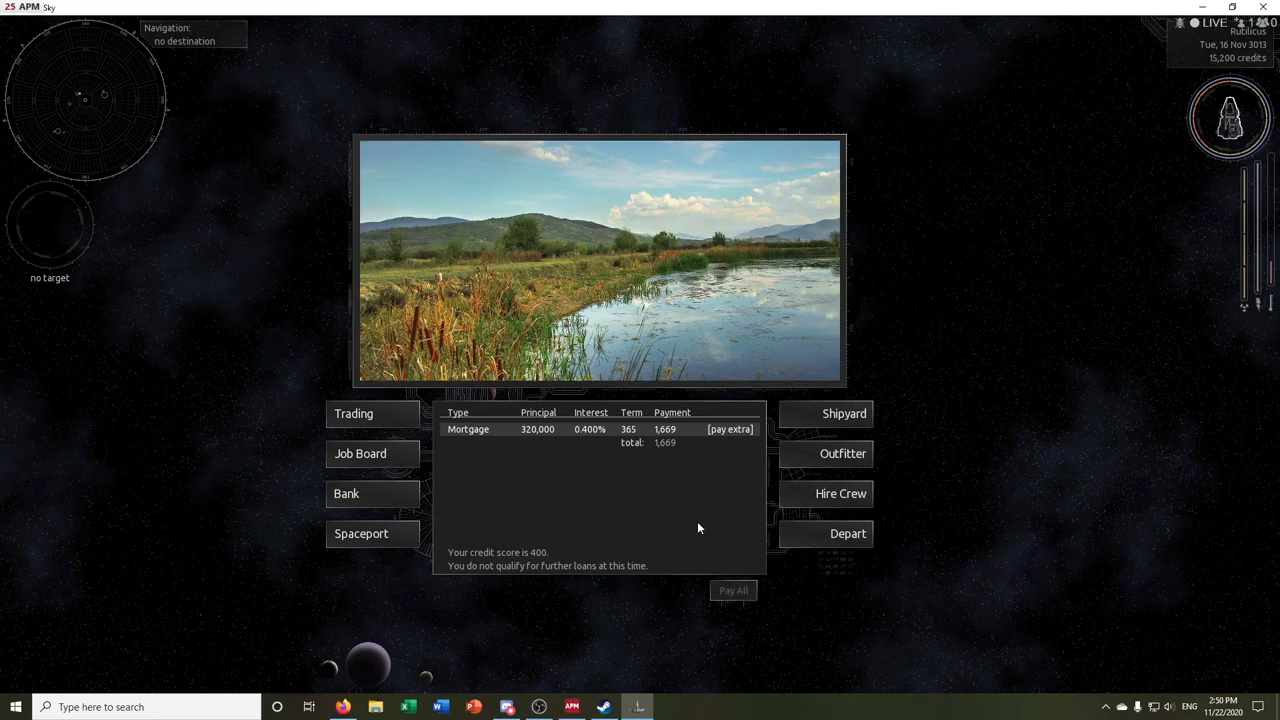 25 APM Sky
Navigation:
no destination
LIVE
Rutilicus
Tue, 16 Nov 3013
15,200 credits
no target
Trading
Job Board
Bank
Spaceport
Type Principal Interest Term Payment
Mortgage 320,000 0.400% 365 1,669 [pay extra]
total: 1,669
Your credit score is 400.
You do not qualify for further loans at this time.
Pay All
Shipyard
Outfitter
Hire Crew
Depart
Type here to search
APM
ENG
2:50 PM
11/22/2020